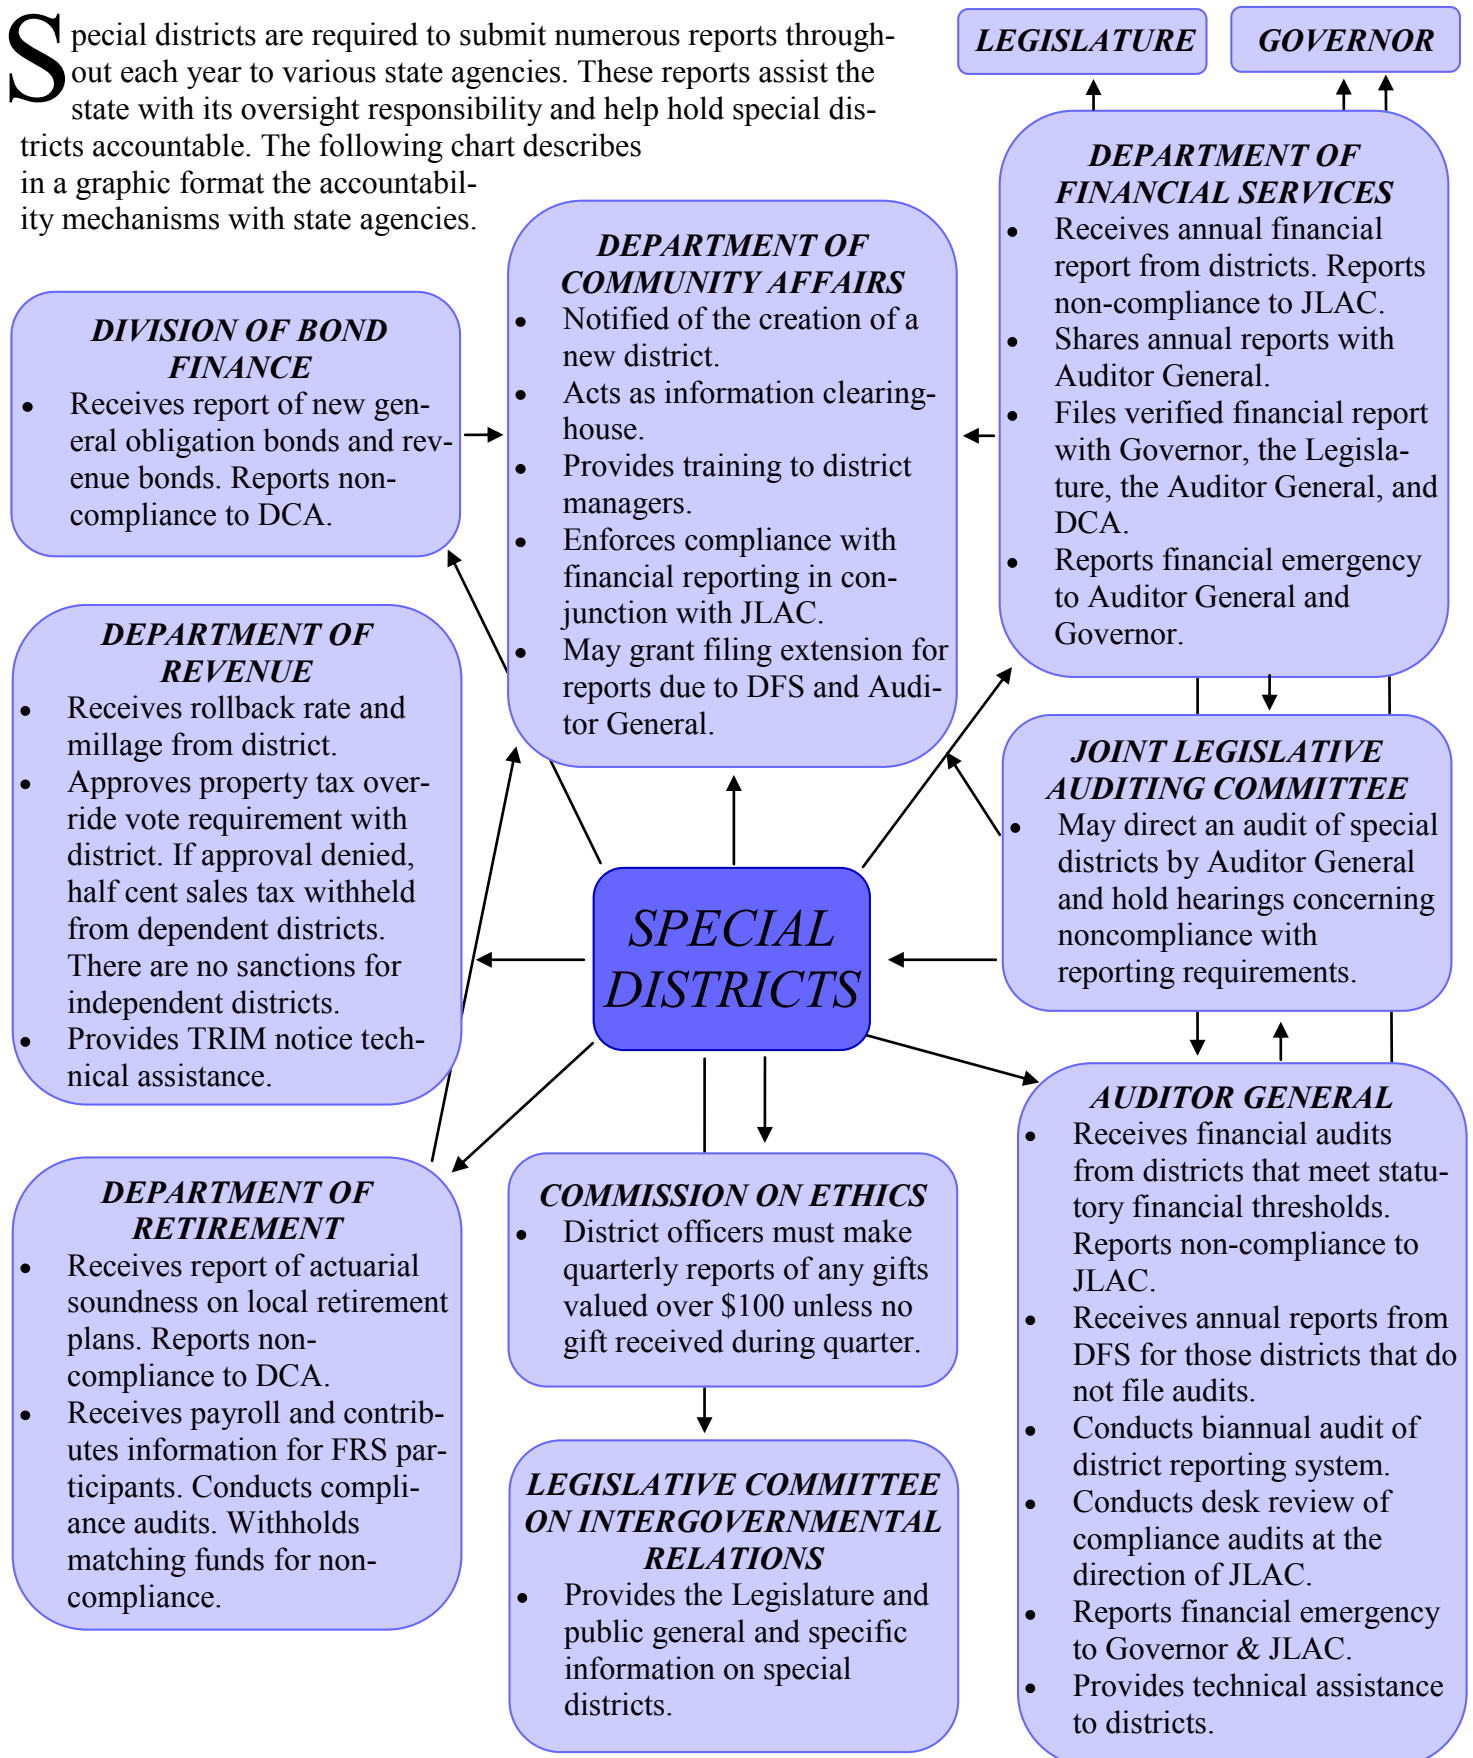 Special districts are required to submit numerous reports through-
out each year to various state agencies. These reports assist the
state with its oversight responsibility and help hold special dis-
tricts accountable. The following chart describes
in a graphic format the accountabil-
ity mechanisms with state agencies.
LEGISLATURE
GOVERNOR
DEPARTMENT OF
FINANCIAL SERVICES
• Receives annual financial
report from districts. Reports
non-compliance to JLAC.
• Shares annual reports with
Auditor General.
• Files verified financial report
with Governor, the Legisla-
ture, the Auditor General, and
DCA.
• Reports financial emergency
to Auditor General and
Governor.
DEPARTMENT OF
COMMUNITY AFFAIRS
• Notified of the creation of a
new district.
• Acts as information clearing-
house.
• Provides training to district
managers.
• Enforces compliance with
financial reporting in con-
junction with JLAC.
• May grant filing extension for
reports due to DFS and Audi-
tor General.
DIVISION OF BOND
FINANCE
• Receives report of new gen-
eral obligation bonds and rev-
enue bonds. Reports non-
compliance to DCA.
DEPARTMENT OF
REVENUE
• Receives rollback rate and
millage from district.
• Approves property tax over-
ride vote requirement with
district. If approval denied,
half cent sales tax withheld
from dependent districts.
There are no sanctions for
independent districts.
• Provides TRIM notice tech-
nical assistance.
JOINT LEGISLATIVE
AUDITING COMMITTEE
• May direct an audit of special
districts by Auditor General
and hold hearings concerning
noncompliance with
reporting requirements.
SPECIAL
DISTRICTS
DEPARTMENT OF
RETIREMENT
• Receives report of actuarial
soundness on local retirement
plans. Reports non-
compliance to DCA.
• Receives payroll and contrib-
utes information for FRS par-
ticipants. Conducts compli-
ance audits. Withholds
matching funds for non-
compliance.
COMMISSION ON ETHICS
• District officers must make
quarterly reports of any gifts
valued over $100 unless no
gift received during quarter.
LEGISLATIVE COMMITTEE
ON INTERGOVERNMENTAL
RELATIONS
• Provides the Legislature and
public general and specific
information on special
districts.
AUDITOR GENERAL
• Receives financial audits
from districts that meet statu-
tory financial thresholds.
Reports non-compliance to
JLAC.
• Receives annual reports from
DFS for those districts that do
not file audits.
• Conducts biannual audit of
district reporting system.
• Conducts desk review of
compliance audits at the
direction of JLAC.
• Reports financial emergency
to Governor & JLAC.
• Provides technical assistance
to districts.